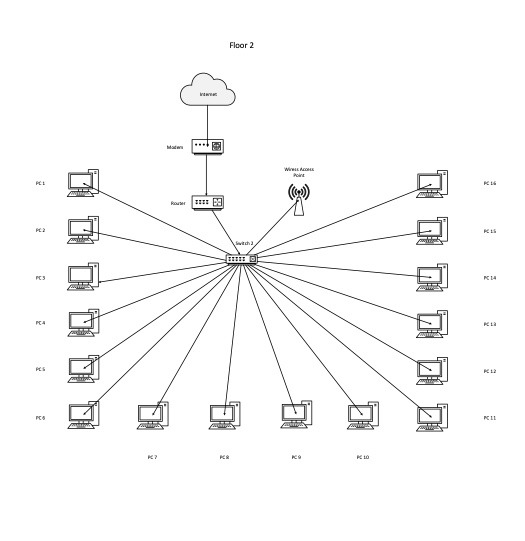 Floor 2
Internet
Modem
Wireless Access
Point
Router
PC 1
PC 16
PC 2
PC 15
Switch 2
PC 3
PC 14
PC 4
PC 13
PC 5
PC 12
PC 6
PC 11
PC 7
PC 8
PC 9
PC 10